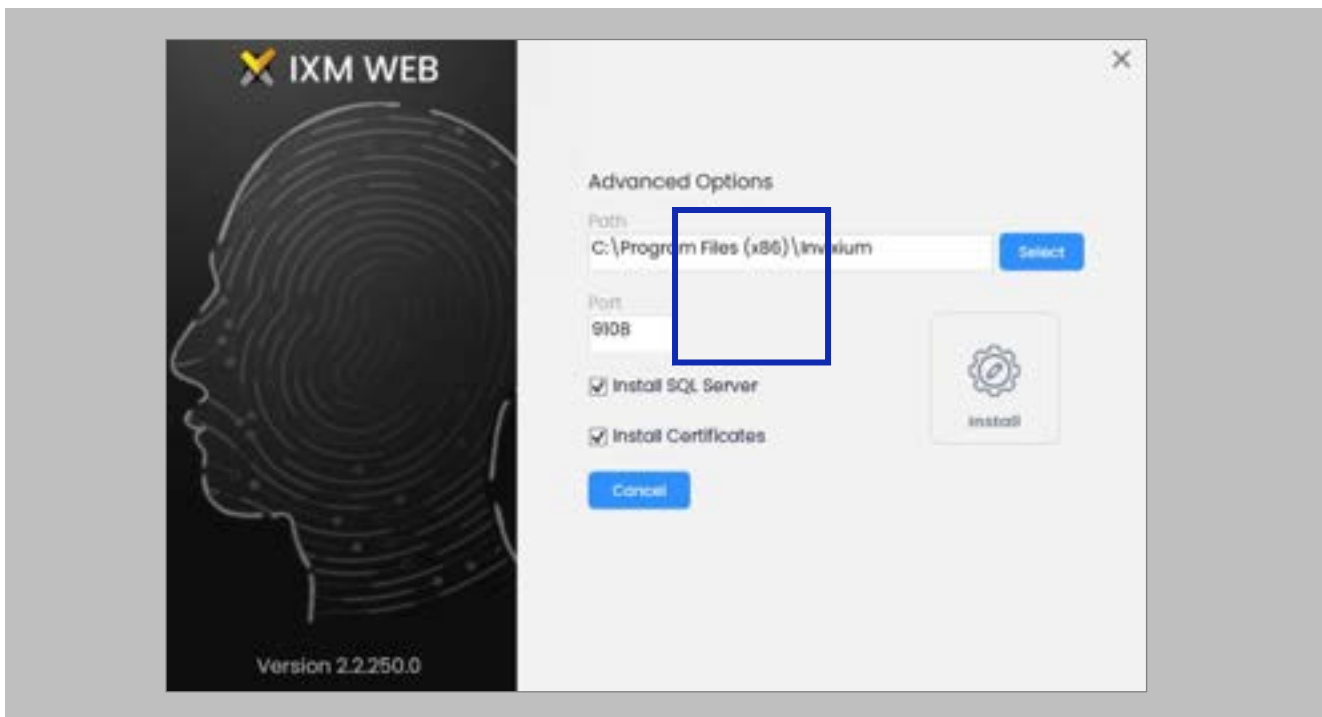 IXM WEB
Advanced Options
Path
C:\Program Files (x86)\Invixium
Select
Port
9108
Install SQL Server
Install
Install Certificates
Cancel
Version 2.2.250.0